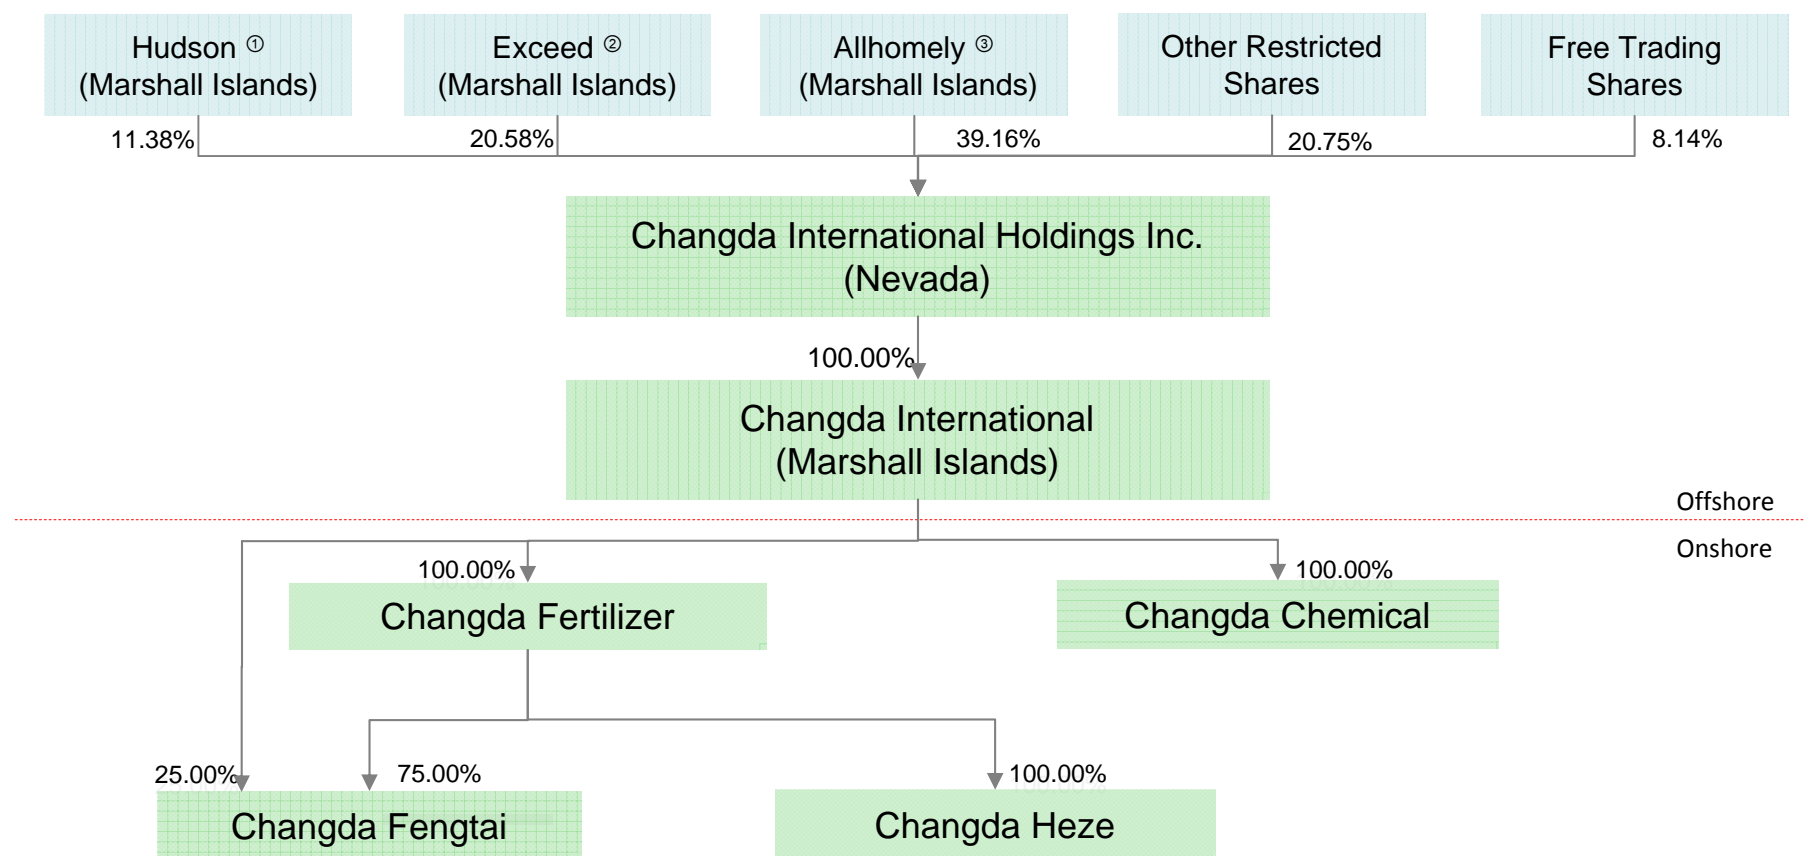 Hudson ①
(Marshall Islands)
Exceed ②
(Marshall Islands)
Allhomely ③
(Marshall Islands)
Other Restricted
Shares
Free Trading
Shares
11.38%
20.58%
39.16%
20.75%
8.14%
Changda International Holdings Inc.
(Nevada)
100.00%
Changda International
(Marshall Islands)
Offshore
Onshore
100.00%
100.00%
Changda Fertilizer
Changda Chemical
25.00%
75.00%
100.00%
Changda Fengtai
Changda Heze